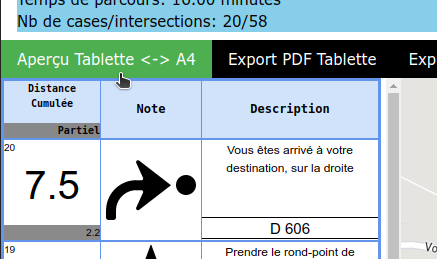 Temps de parcours: 10.00 minutes
Nb de cases/intersections: 20/58
Aperçu Tablette <-> A4
Export PDF Tablette
Exp
Distance
Cumulée
Partiel
Note
Description
20
7.5
2.2
Vous êtes arrivé à votre
destination, sur la droite
D 606
19
Prendre le rond-point de
Vo